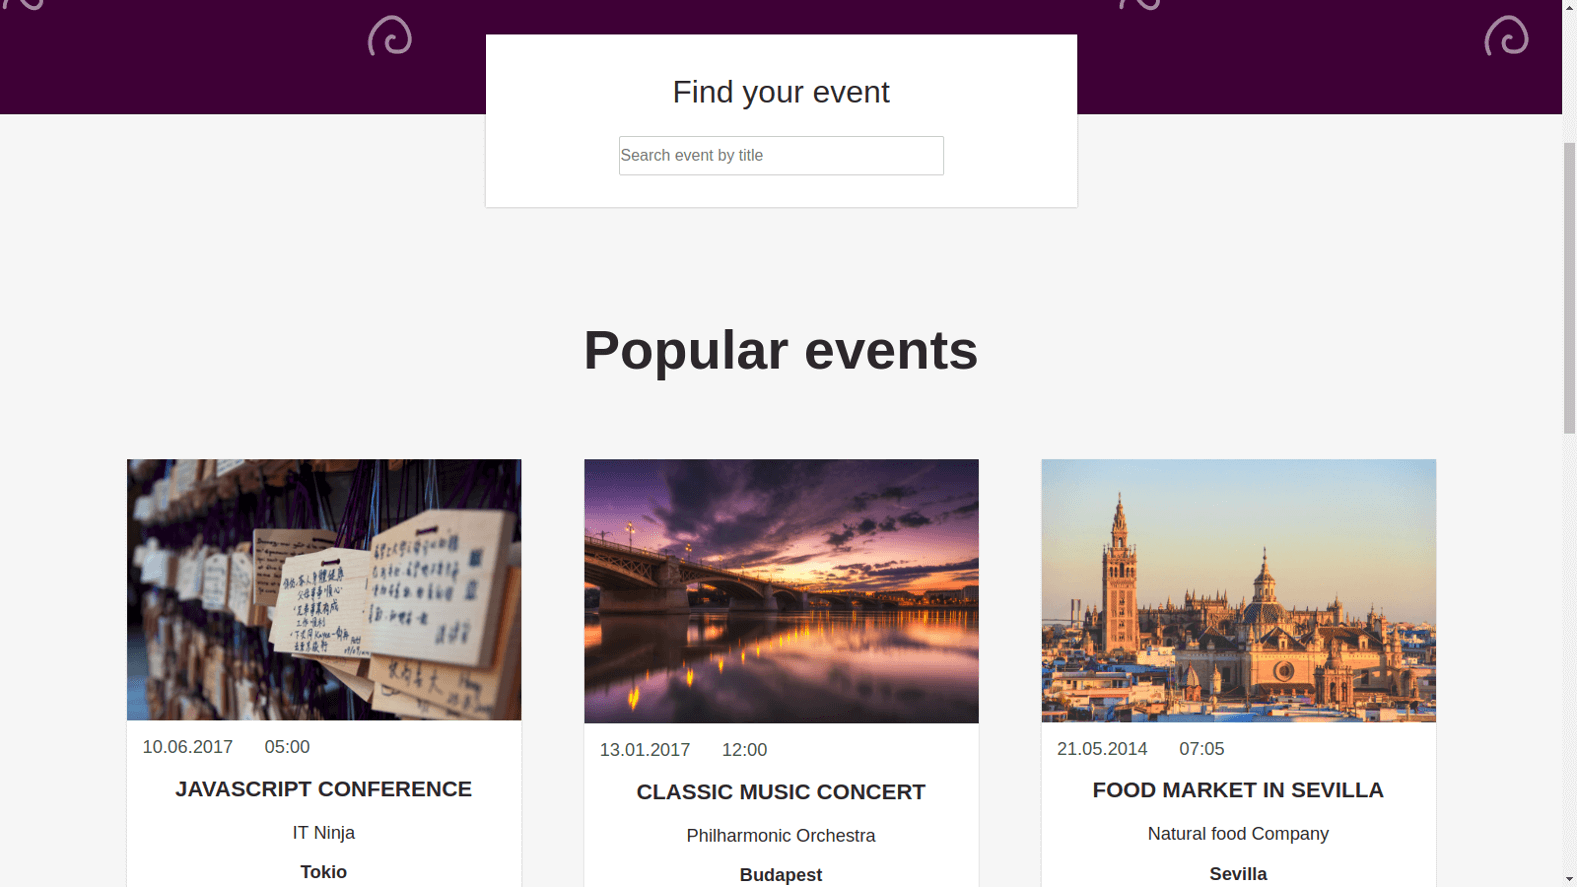 Find your event
Search event by title
Popular events
10.06.2017 05:00
JAVASCRIPT CONFERENCE
IT Ninja
Tokio
13.01.2017 12:00
CLASSIC MUSIC CONCERT
Philharmonic Orchestra
Budapest
21.05.2014 07:05
FOOD MARKET IN SEVILLA
Natural food Company
Sevilla